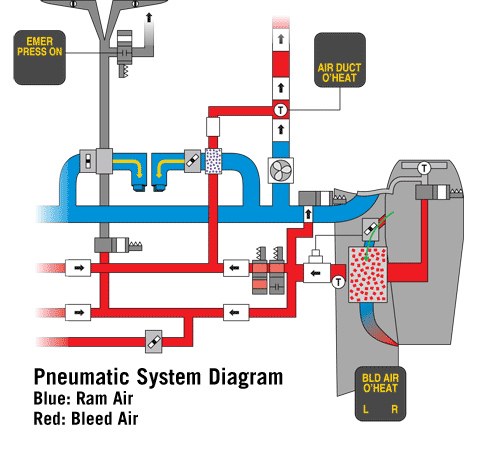 EMER
PRESS ON
AIR DUCT
O'HEAT
T
T
T
BLD AIR
O'HEAT
L R
Pneumatic System Diagram
Blue: Ram Air
Red: Bleed Air